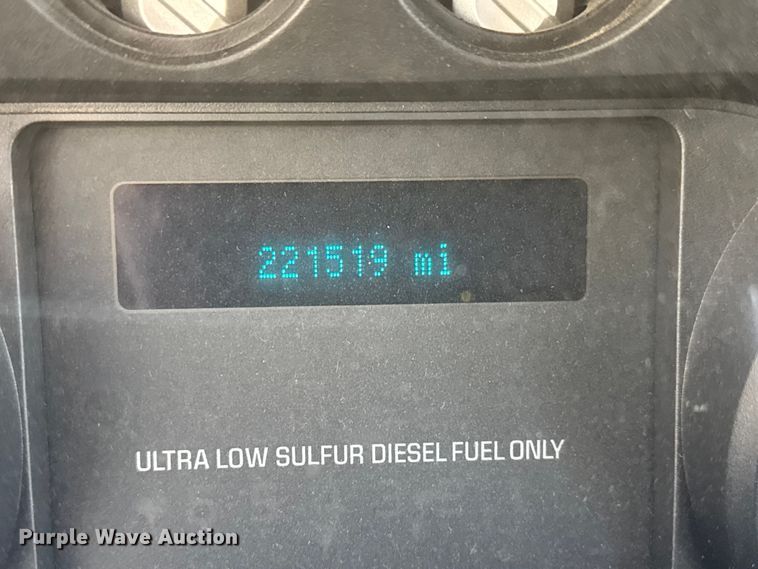 221519 mi
ULTRA LOW SULFUR DIESEL FUEL ONLY
Purple Wave Auction